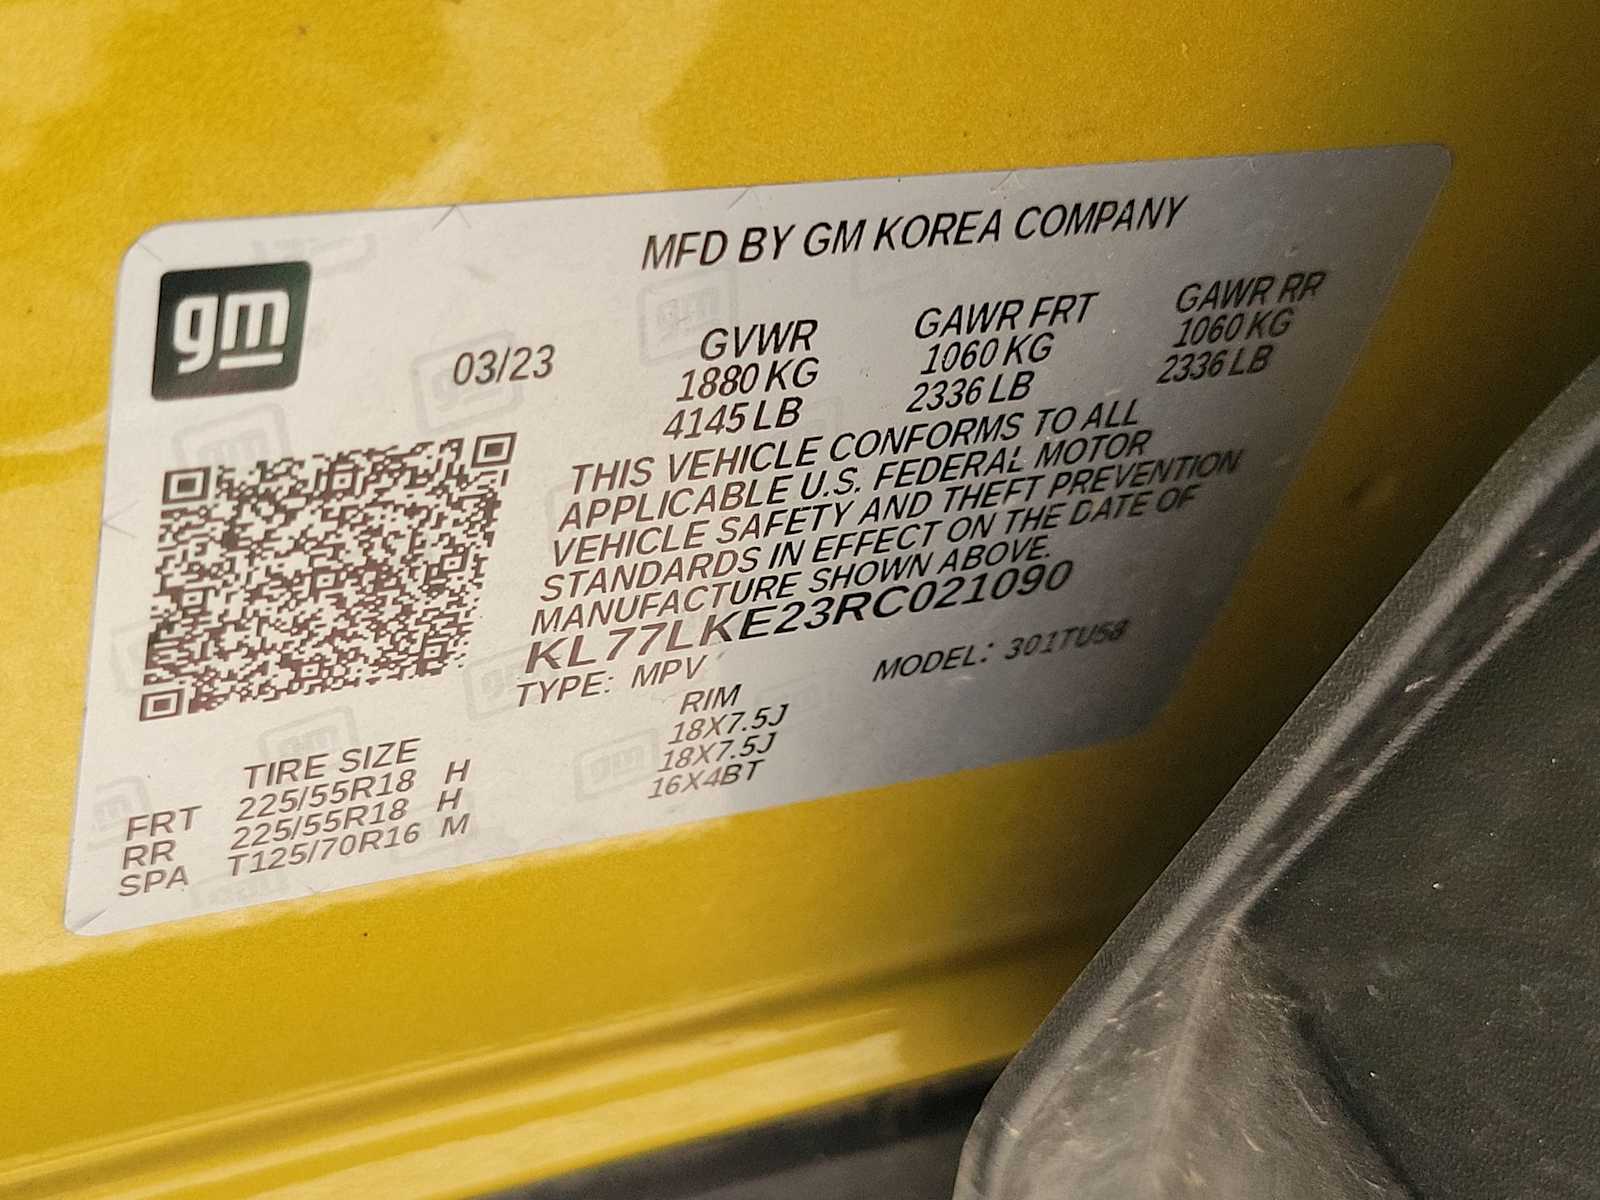 gm
MFD BY GM KOREA COMPANY
03/23 GVWR GAWR FRT GAWR RR
1880 KG 1060 KG 1060 KG
4145 LB 2336 LB 2336 LB
THIS VEHICLE CONFORMS TO ALL
APPLICABLE U.S. FEDERAL MOTOR
VEHICLE SAFETY AND THEFT PREVENTION
STANDARDS IN EFFECT ON THE DATE OF
MANUFACTURE SHOWN ABOVE.
KL77LKE23RC021090
TYPE: MPV MODEL: 301TU58
TIRE SIZE RIM
FRT 225/55R18 H 18X7.5J
RR 225/55R18 H 18X7.5J
SPA T125/70R16 M 16X4BT